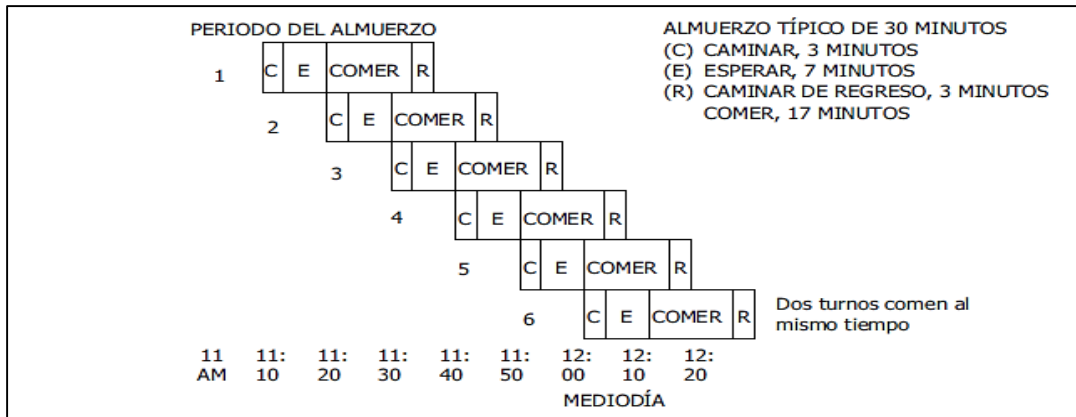 PERIODO DEL ALMUERZO
ALMUERZO TÍPICO DE 30 MINUTOS
(C) CAMINAR, 3 MINUTOS
(E) ESPERAR, 7 MINUTOS
(R) CAMINAR DE REGRESO, 3 MINUTOS
COMER, 17 MINUTOS
1 C E COMER R
2 C E COMER R
3 C E COMER R
4 C E COMER R
5 C E COMER R
6 C E COMER R
Dos turnos comen al
mismo tiempo
11 11: 11: 11: 11: 11: 12: 12: 12:
AM 10 20 30 40 50 00 10 20
MEDIODÍA